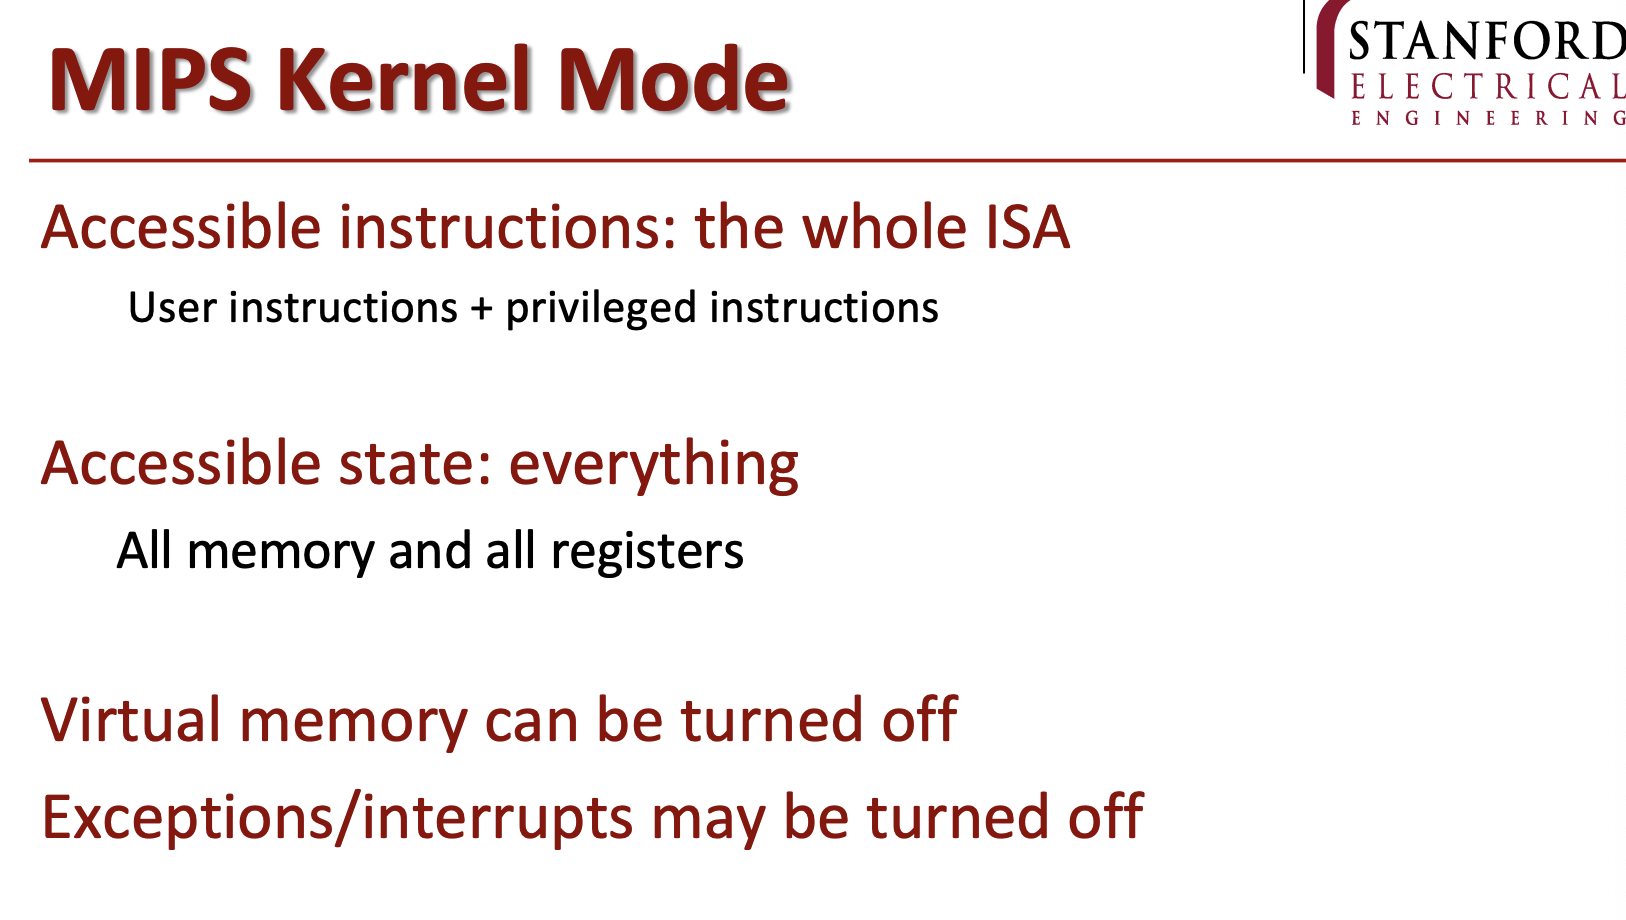 MIPS Kernel Mode
STANFORD
ELECTRICAL
ENGINEERING
Accessible instructions: the whole ISA
User instructions + privileged instructions
Accessible state: everything
All memory and all registers
Virtual memory can be turned off
Exceptions/interrupts may be turned off